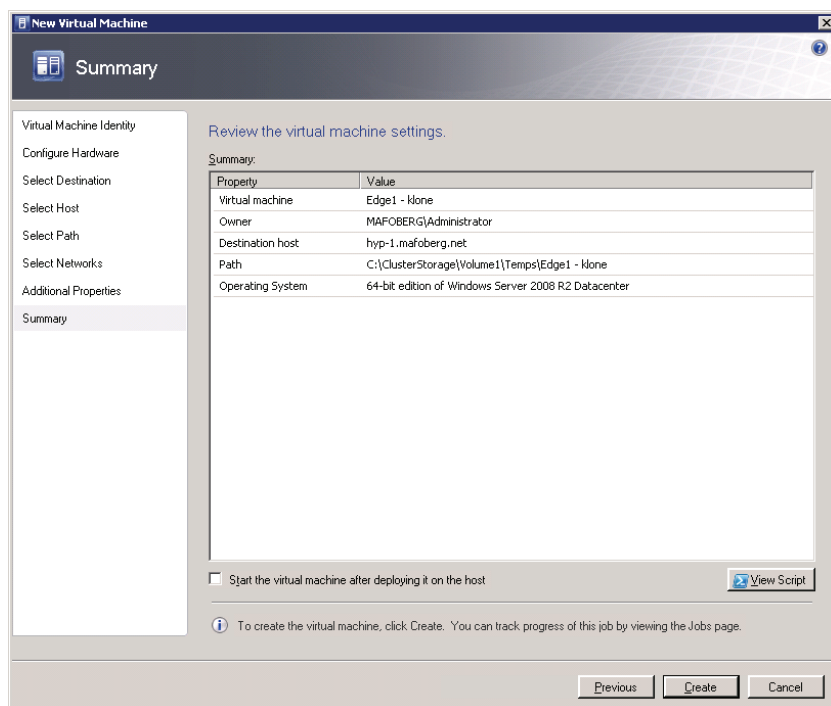 New Virtual Machine
Summary
Virtual Machine Identity
Configure Hardware
Select Destination
Select Host
Select Path
Select Networks
Additional Properties
Summary
Review the virtual machine settings.
Summary:
Property Value
Virtual machine Edge1 - klone
Owner MAFOBERG\Administrator
Destination host hyp-1.mafoberg.net
Path C:\ClusterStorage\Volume1\Temps\Edge1 - klone
Operating System 64-bit edition of Windows Server 2008 R2 Datacenter
Start the virtual machine after deploying it on the host
View Script
To create the virtual machine, click Create. You can track progress of this job by viewing the Jobs page.
Previous Create Cancel